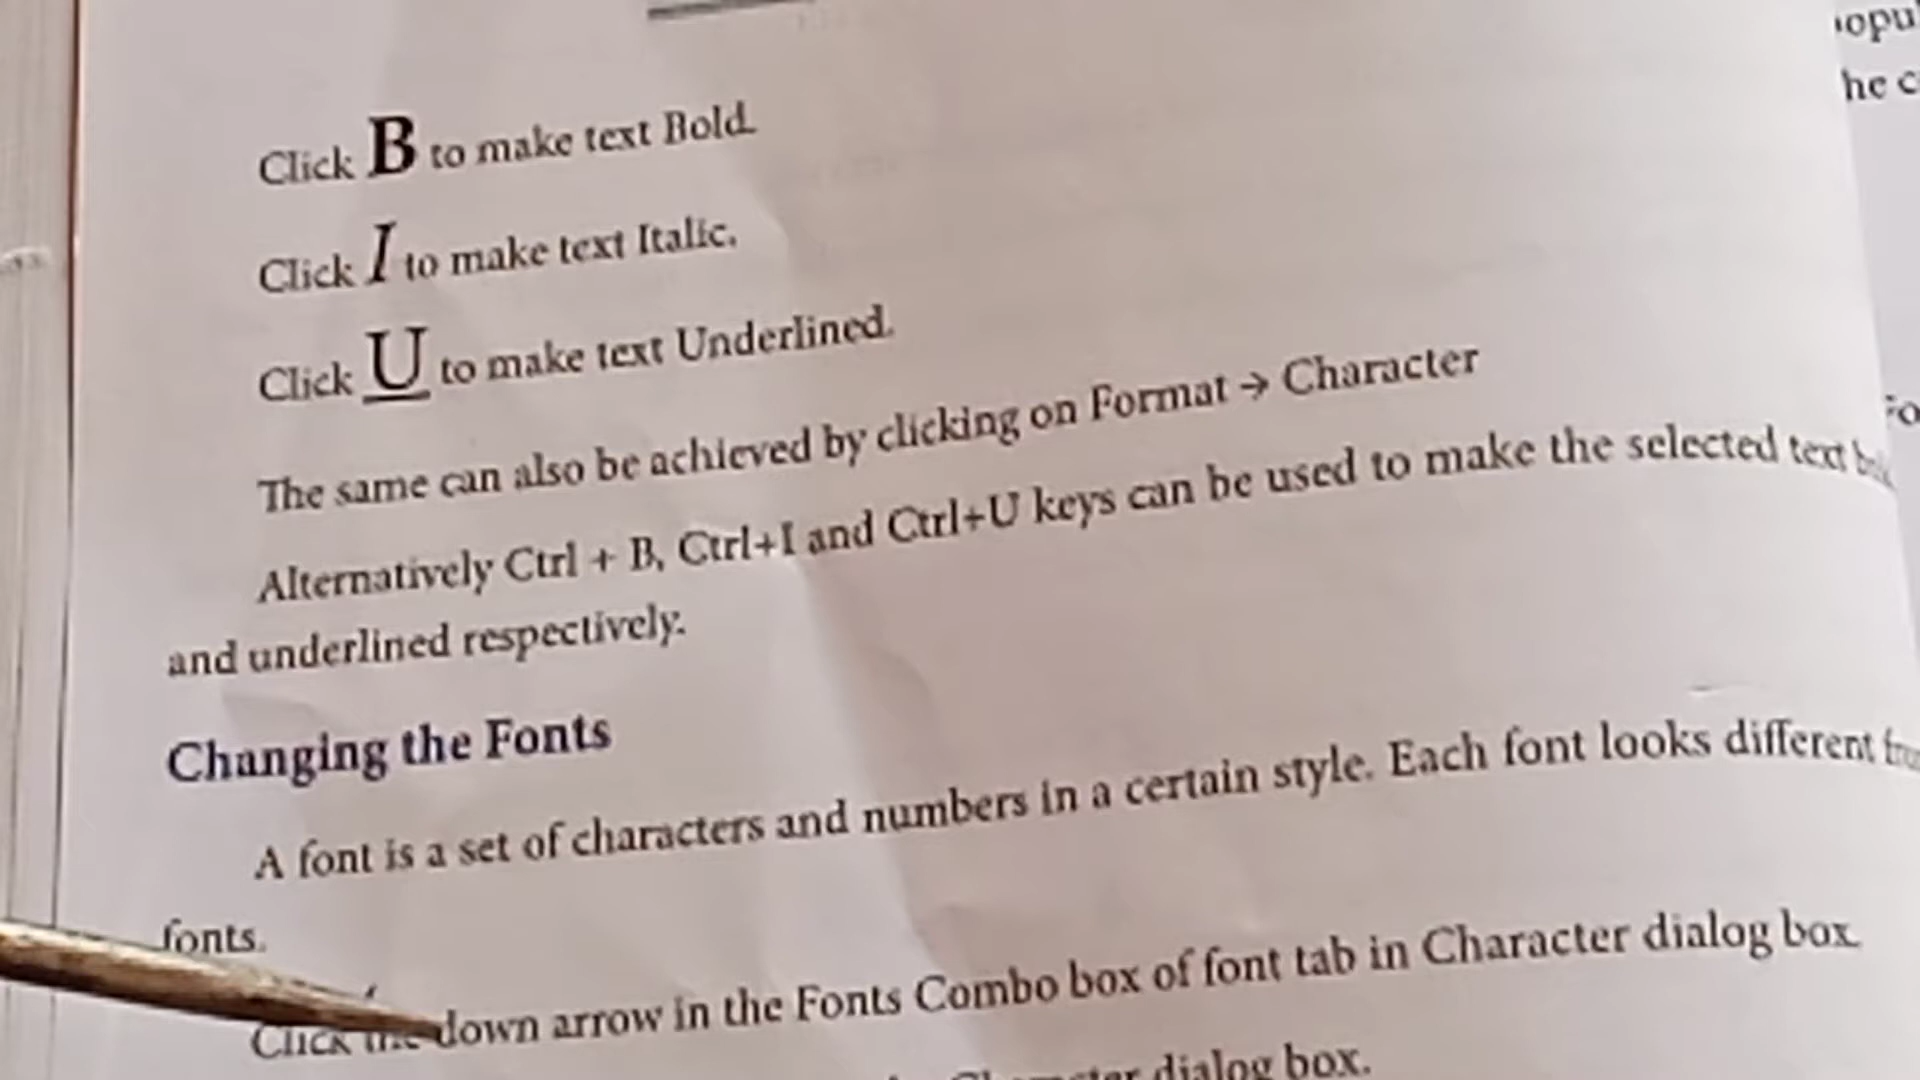 Click B to make text Bold.
Click I to make text Italic.
Click U to make text Underlined.
The same can also be achieved by clicking on Format → Character
Alternatively Ctrl + B, Ctrl+I and Ctrl+U keys can be used to make the selected text
and underlined respectively.
Changing the Fonts
A font is a set of characters and numbers in a certain style. Each font looks different
fonts.
Click the down arrow in the Fonts Combo box of font tab in Character dialog box.
dialog box.